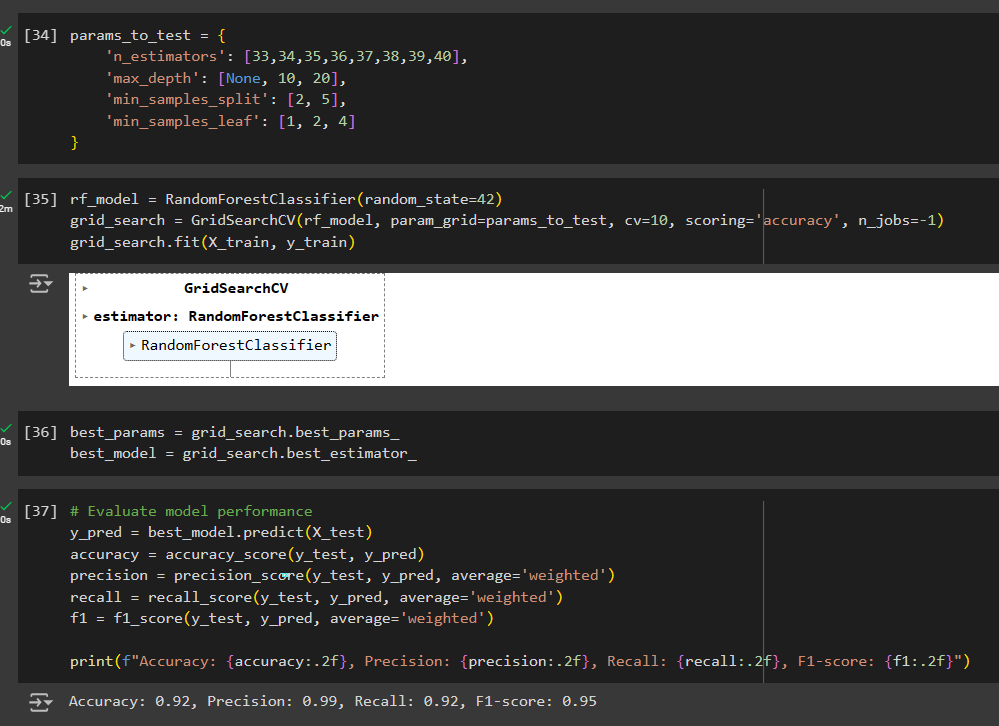 [34] params_to_test = {
'n_estimators': [33,34,35,36,37,38,39,40],
'max_depth': [None, 10, 20],
'min_samples_split': [2, 5],
'min_samples_leaf': [1, 2, 4]
}
0s
[35] rf_model = RandomForestClassifier(random_state=42)
grid_search = GridSearchCV(rf_model, param_grid=params_to_test, cv=10, scoring='accuracy', n_jobs=-1)
grid_search.fit(X_train, y_train)
2m
GridSearchCV
estimator: RandomForestClassifier
RandomForestClassifier
[36] best_params = grid_search.best_params_
best_model = grid_search.best_estimator_
0s
[37] # Evaluate model performance
y_pred = best_model.predict(X_test)
accuracy = accuracy_score(y_test, y_pred)
precision = precision_score(y_test, y_pred, average='weighted')
recall = recall_score(y_test, y_pred, average='weighted')
f1 = f1_score(y_test, y_pred, average='weighted')
print(f"Accuracy: {accuracy:.2f}, Precision: {precision:.2f}, Recall: {recall:.2f}, F1-score: {f1:.2f}")
0s
Accuracy: 0.92, Precision: 0.99, Recall: 0.92, F1-score: 0.95